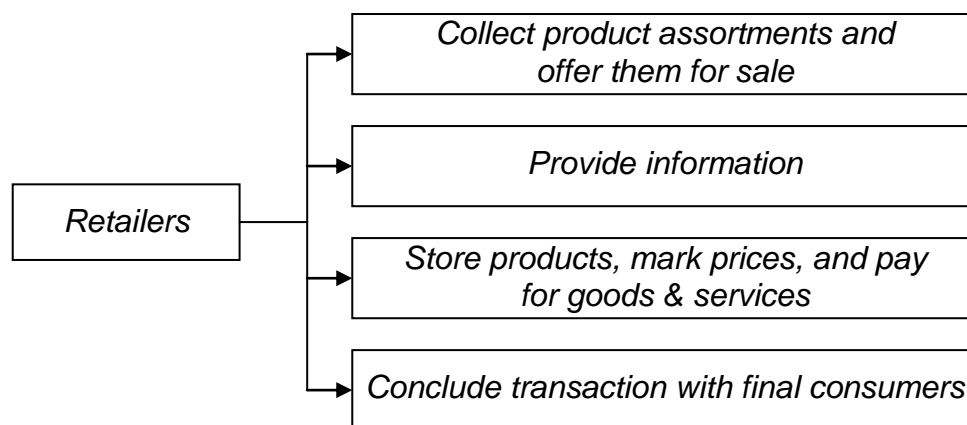 Collect product assortments and
offer them for sale
Provide information
Retailers
Store products, mark prices, and pay
for goods & services
Conclude transaction with final consumers